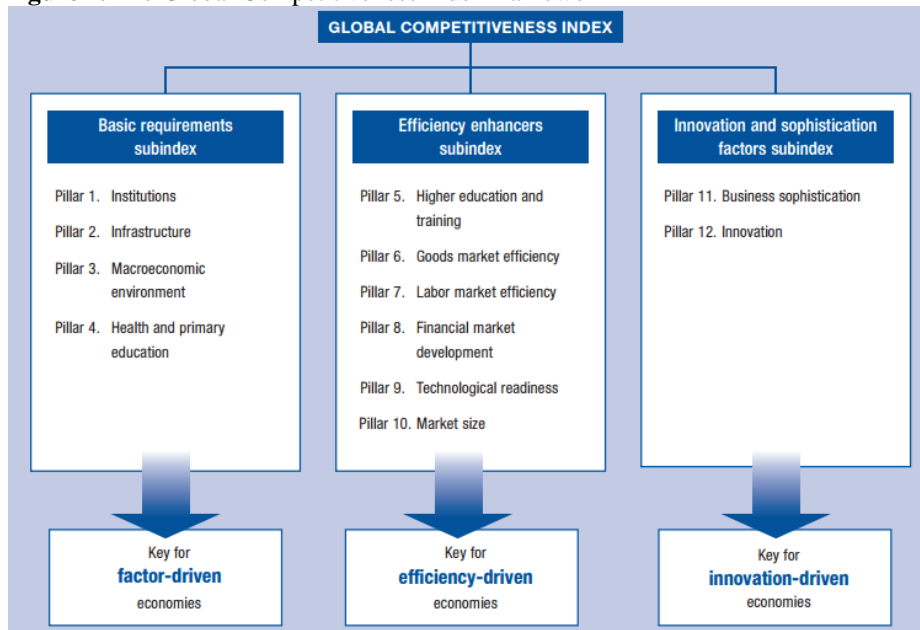 GLOBAL COMPETITIVENESS INDEX
Basic requirements
subindex
Pillar 1. Institutions
Pillar 2. Infrastructure
Pillar 3. Macroeconomic
environment
Pillar 4. Health and primary
education
Key for
factor-driven
economies
Efficiency enhancers
subindex
Pillar 5. Higher education and
training
Pillar 6. Goods market efficiency
Pillar 7. Labor market efficiency
Pillar 8. Financial market
development
Pillar 9. Technological readiness
Pillar 10. Market size
Key for
efficiency-driven
economies
Innovation and sophistication
factors subindex
Pillar 11. Business sophistication
Pillar 12. Innovation
Key for
innovation-driven
economies